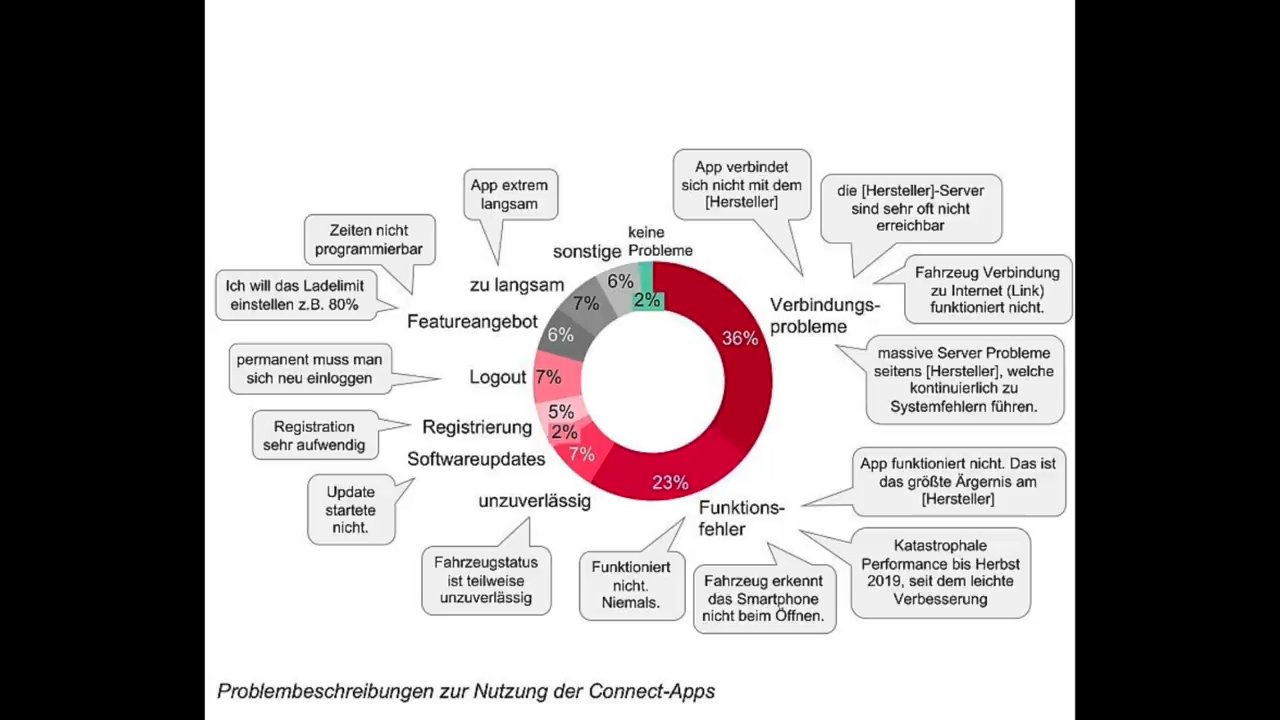 App verbindet
sich nicht mit dem
[Hersteller]
die [Hersteller]-Server
sind sehr oft nicht
erreichbar
App extrem
langsam
Zeiten nicht
programmierbar
keine
Probleme
sonstige
Fahrzeug Verbindung
zu Internet (Link)
funktioniert nicht.
Ich will das Ladelimit
einstellen z.B. 80%
zu langsam
6%
2%
7%
Verbindungs-
probleme
Featureangebot
6%
36%
massive Server Probleme
seitens [Hersteller], welche
kontinuierlich zu
Systemfehlern führen.
permanent muss man
sich neu einloggen
Logout
7%
5%
Registration
sehr aufwendig
Registrierung
2%
Softwareupdates
7%
App funktioniert nicht. Das ist
das größte Ärgernis am
[Hersteller]
23%
Update
startete
nicht.
unzuverlässig
Funktions-
fehler
Katastrophale
Performance bis Herbst
2019, seit dem leichte
Verbesserung
Fahrzeugstatus
ist teilweise
unzuverlässig
Funktioniert
nicht.
Niemals.
Fahrzeug erkennt
das Smartphone
nicht beim Öffnen.
Problembeschreibungen zur Nutzung der Connect-Apps